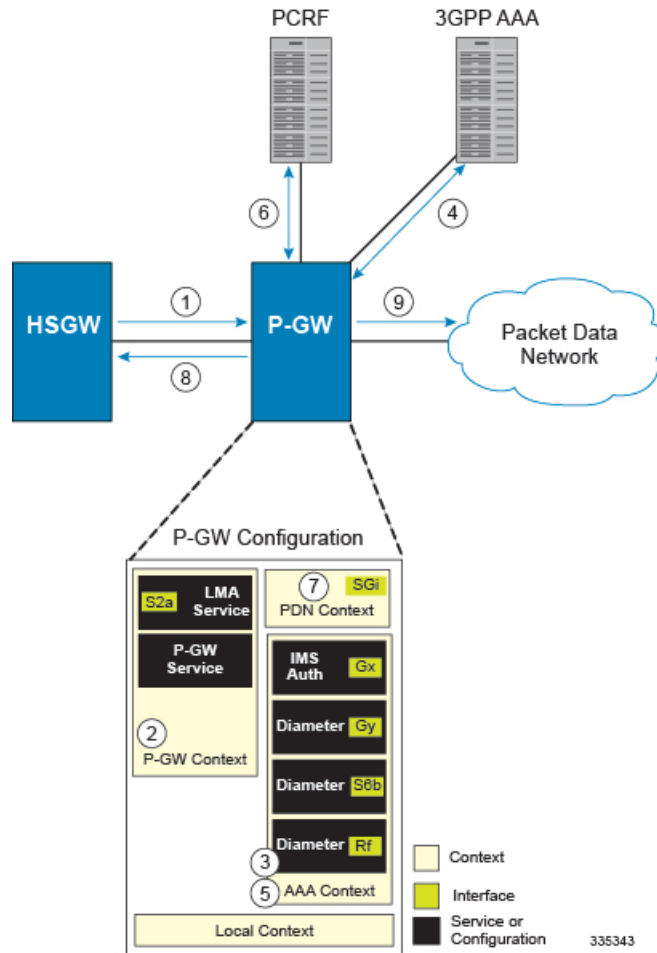 PCRF
3GPP AAA
6
4
HSGW
1
8
P-GW
9
Packet Data
Network
P-GW Configuration
S2a
LMA
Service
P-GW
Service
2
P-GW Context
7
SGi
PDN Context
IMS
Auth
Gx
Diameter
Gy
Diameter
S6b
Diameter
Rf
3
5
AAA Context
Local Context
Context
Interface
Service or
Configuration
335343